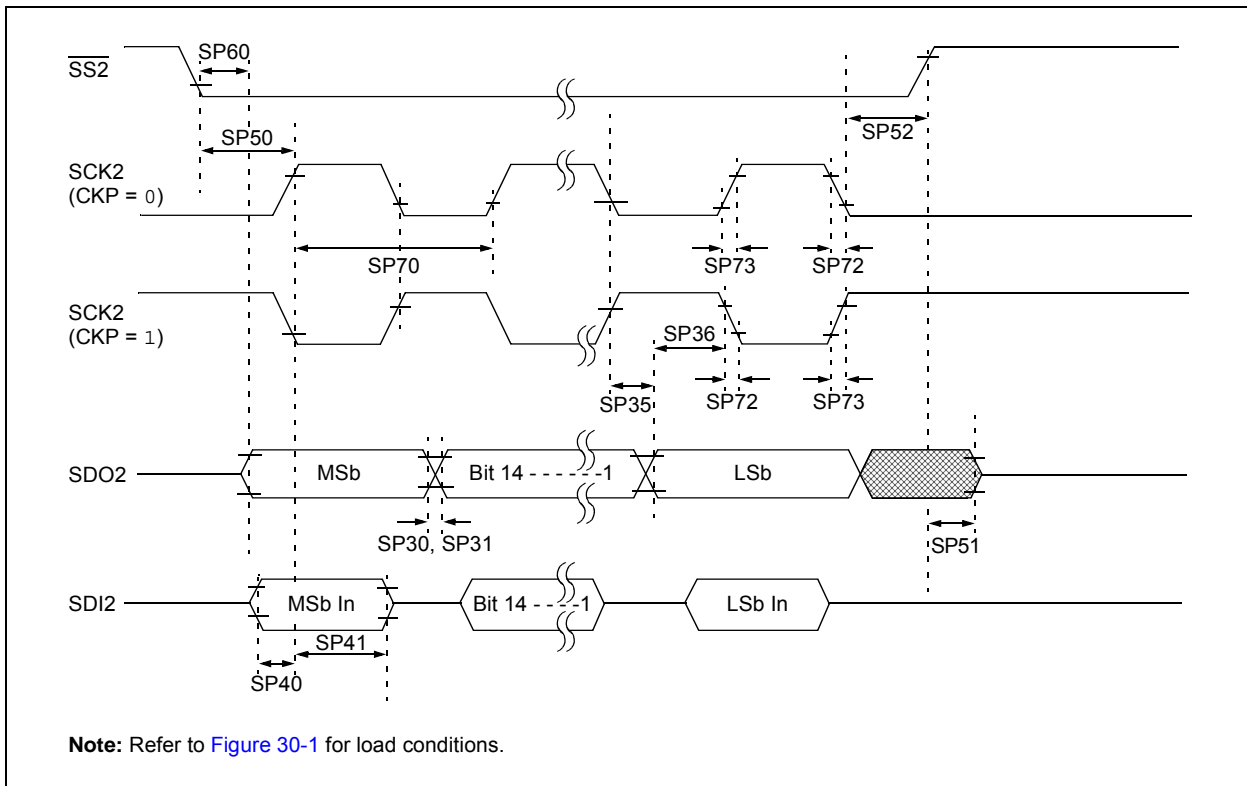 SP60
SS2
SP50
SP52
SCK2
(CKP = 0)
SP70
SP73
SP72
SCK2
(CKP = 1)
SP36
SP35
SP72
SP73
SDO2
MSb
Bit 14 - - - - - -1
LSb
SP30, SP31
SP51
SDI2
MSb In
Bit 14 - - - -1
LSb In
SP41
SP40
Note: Refer to Figure 30-1 for load conditions.